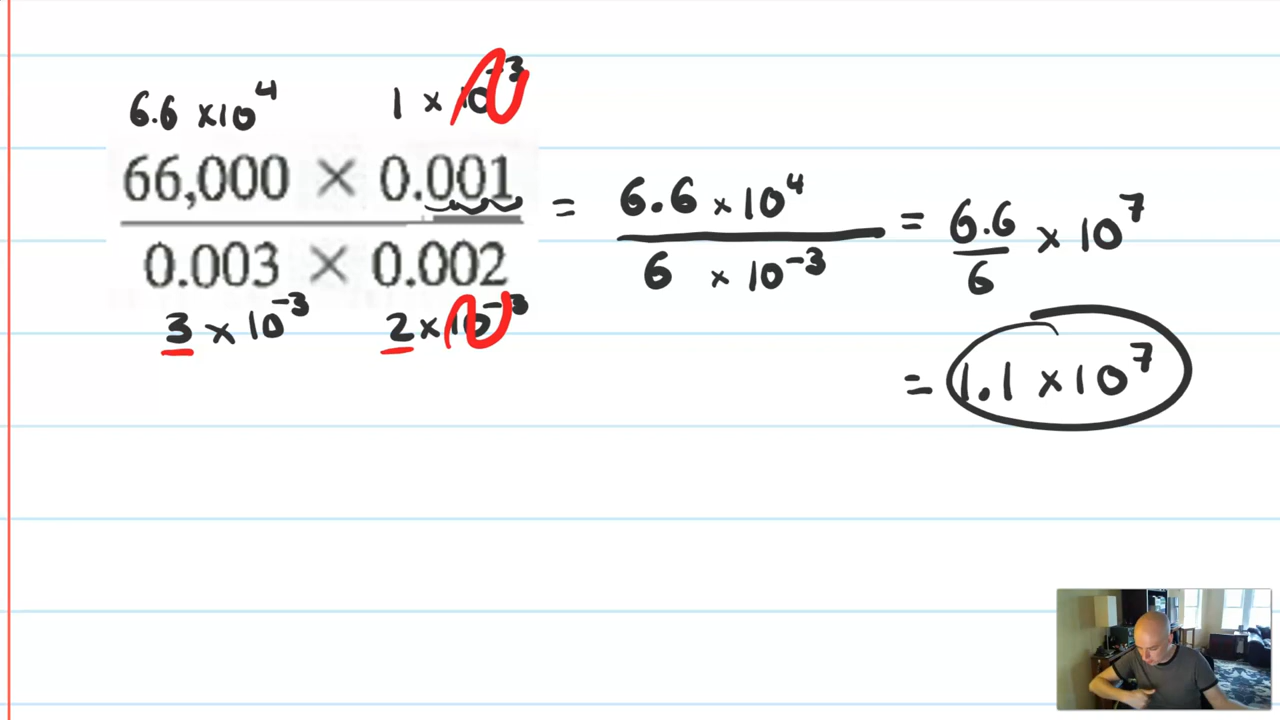 6.6 ×10⁴ 1 × 10⁻³
66,000 × 0.001
0.003 × 0.002
3 × 10⁻³ 2 × 10⁻³
= 6.6 × 10⁴
6 × 10⁻³
= 6.6
6
× 10⁷
= 1.1 × 10⁷